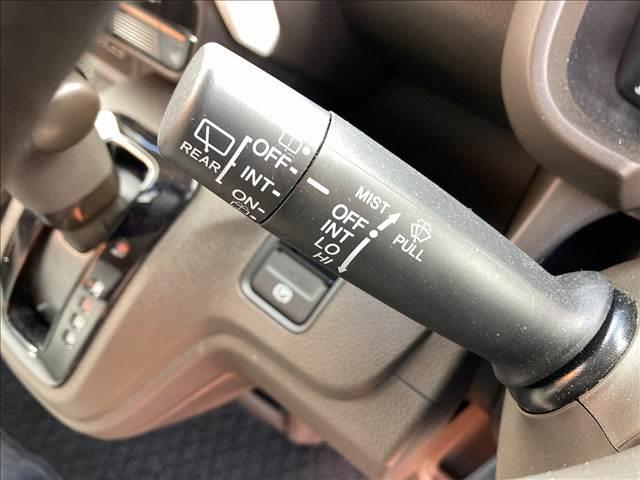 REAR
OFF
INT
ON
MIST
OFF
INT
LO
HI
PULL